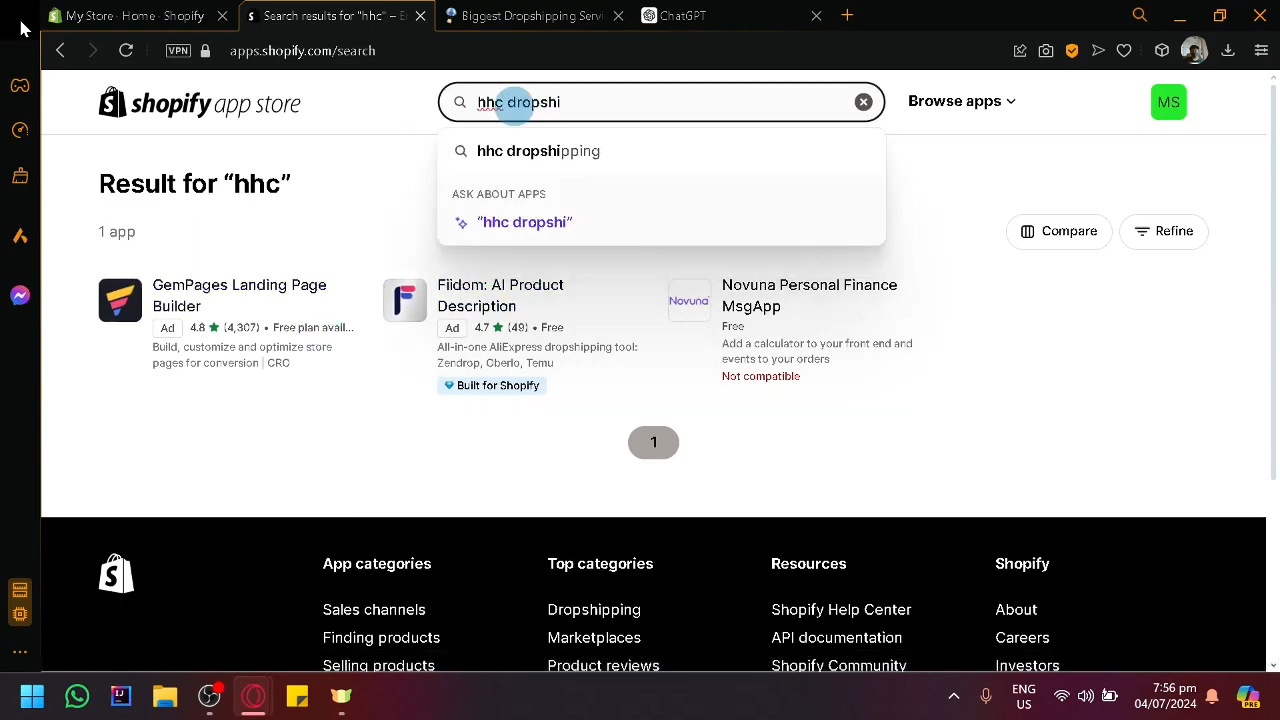 My Store · Home · Shopify
Search results for "hhc" – E
Biggest Dropshipping Servi
ChatGPT
VPN
apps.shopify.com/search
shopify app store
hhc dropshi
Browse apps
MS
hhc dropshipping
ASK ABOUT APPS
"hhc dropshi"
Result for “hhc”
1 app
Compare
Refine
GemPages Landing Page
Builder
Ad 4.8 ★ (4,307) • Free plan avail...
Build, customize and optimize store
pages for conversion | CRO
Fiidom: AI Product
Description
Ad 4.7 ★ (49) • Free
All-in-one AliExpress dropshipping tool:
Zendrop, Oberlo, Temu
Built for Shopify
Novuna
Novuna Personal Finance
MsgApp
Free
Add a calculator to your front end and
events to your orders
Not compatible
1
App categories
Top categories
Resources
Shopify
Sales channels
Dropshipping
Shopify Help Center
About
Finding products
Marketplaces
API documentation
Careers
Selling products
Product reviews
Shopify Community
Investors
ENG
US
7:56 pm
04/07/2024
PRE